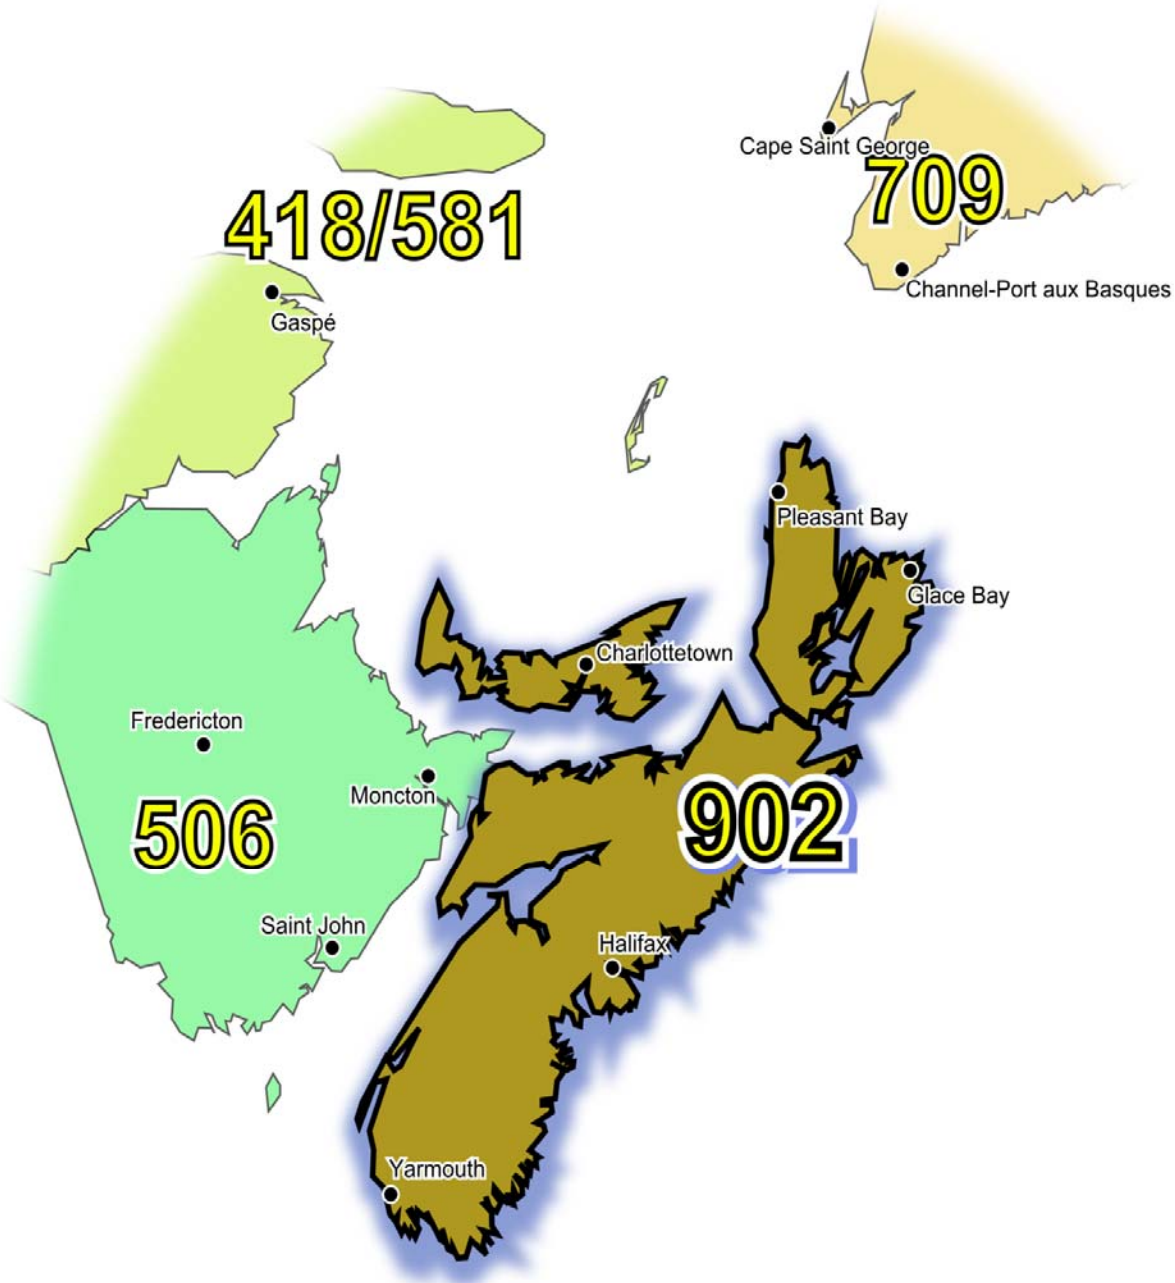 Cape Saint George
709
418/581
Channel-Port aux Basques
Gaspé
Pleasant Bay
Glace Bay
Charlottetown
Fredericton
Moncton
506
902
Saint John
Halifax
Yarmouth